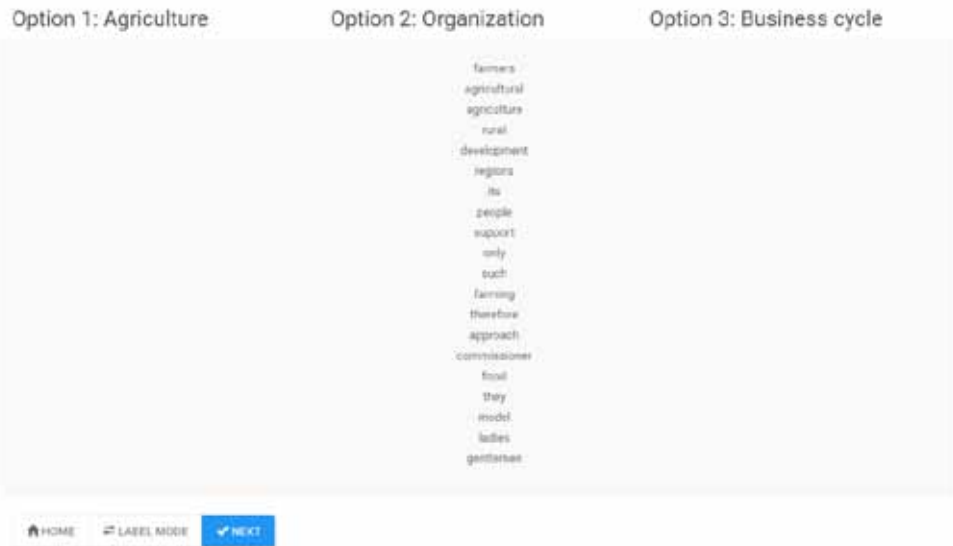 Option 1: Agriculture Option 2: Organization Option 3: Business cycle
farmers
agricultural
agriculture
rural
development
regions
its
people
support
only
such
farming
therefore
approach
commissioner
food
they
model
ladies
gentleman
HOME LABEL MODE NEXT